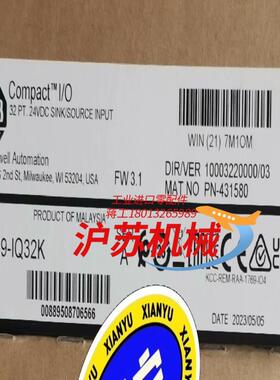 Compact™ I/O
32 PT. 24VDC SINK/SOURCE INPUT
WIN (21) 7M1OM
well Automation
2nd St, Milwaukee, WI 53204, USA
FW 3.1
DIR/VER 10003220000/03
MAT NO PN-431580
工业进口零配件
蒋工18013265989
沪苏机械
PRODUCT OF MALAYSIA
9-IQ32K
A
KCC-REM-RAA-1769-IO4
00889508706566
DATE 2023/05/05
XIANYU
XIANYU